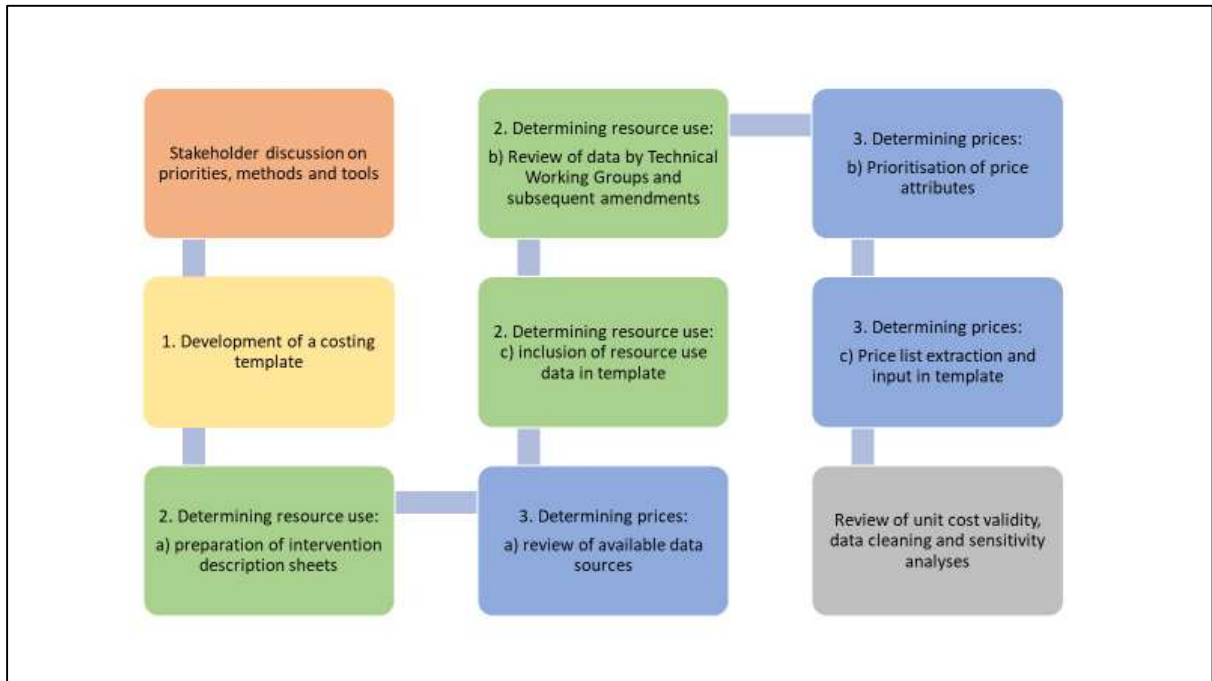 Stakeholder discussion on
priorities, methods and tools
1. Development of a costing
template
2. Determining resource use:
a) preparation of intervention
description sheets
3. Determining prices:
a) review of available data
sources
2. Determining resource use:
c) inclusion of resource use
data in template
2. Determining resource use:
b) Review of data by Technical
Working Groups and
subsequent amendments
3. Determining prices:
b) Prioritisation of price
attributes
3. Determining prices:
c) Price list extraction and
input in template
Review of unit cost validity,
data cleaning and sensitivity
analyses